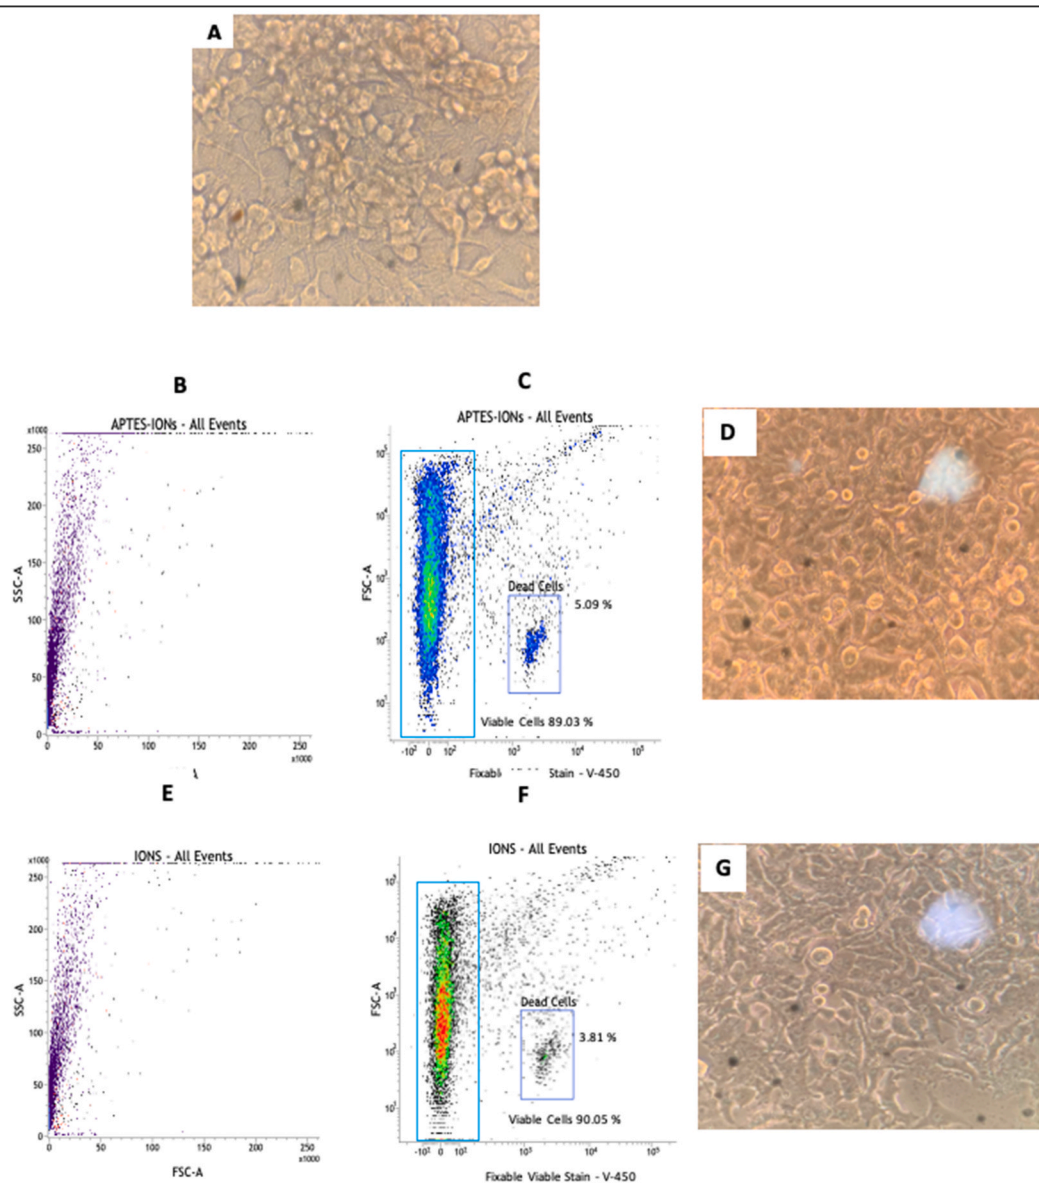 A
B
APTES-IONs - All Events
x1000
250
200
150
100
50
0
SSC-A
0 50 100 150 200 250
x1000
A
C
APTES-IONs - All Events
FSC-A
10⁵
10⁴
10³
10²
10¹
Dead Cells
5.09 %
Viable Cells 89.03 %
-10² 0 10² 10³ 10⁴ 10⁵
Stain - V-450
D
E
IONS - All Events
x1000
250
200
150
100
50
0
SSC-A
0 50 100 150 200 250
x1000
FSC-A
F
IONS - All Events
FSC-A
10⁵
10⁴
10³
10²
10¹
Dead Cells
3.81 %
Viable Cells 90.05 %
-10² 0 10² 10³ 10⁴ 10⁵
Fixable Viable Stain - V-450
G